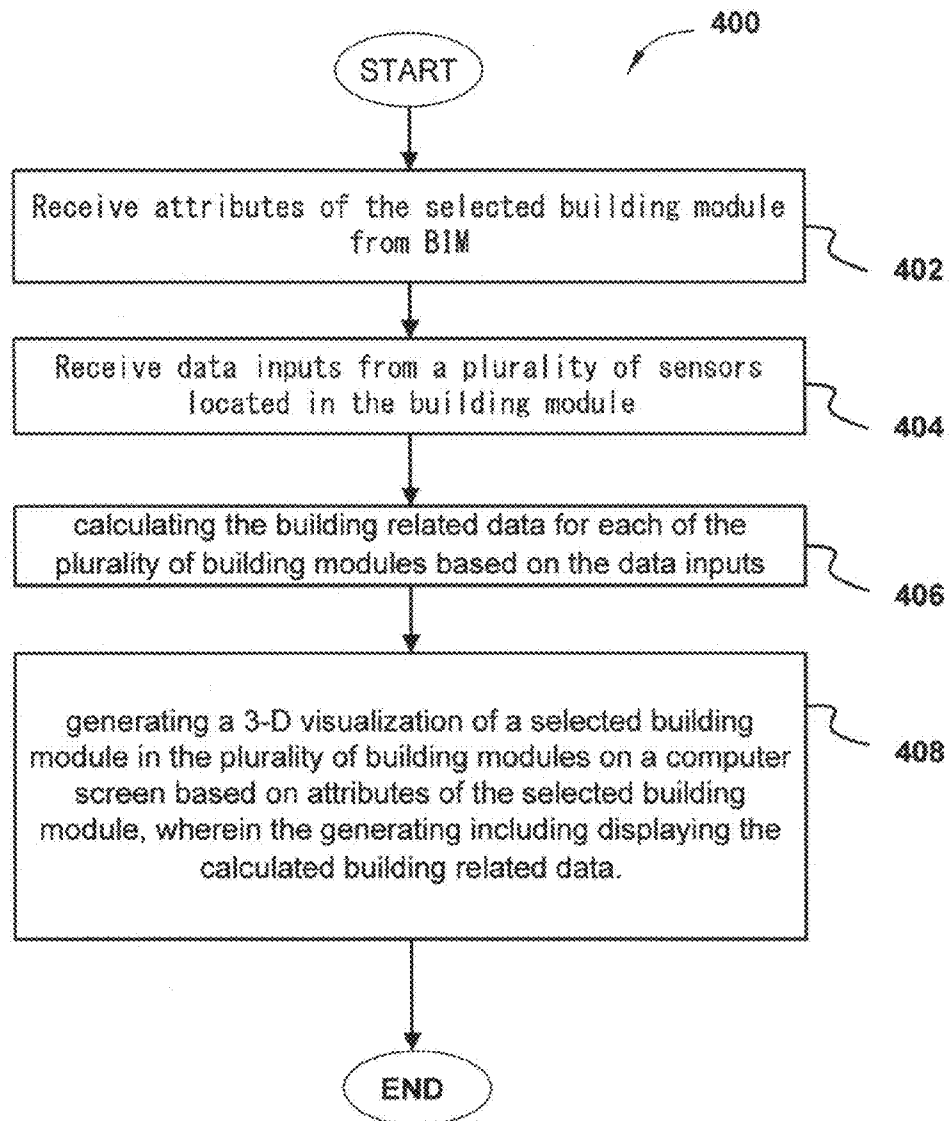 400
START
Receive attributes of the selected building module
from BIM
402
Receive data inputs from a plurality of sensors
located in the building module
404
calculating the building related data for each of the
plurality of building modules based on the data inputs
406
generating a 3-D visualization of a selected building
module in the plurality of building modules on a computer
screen based on attributes of the selected building
module, wherein the generating including displaying the
calculated building related data.
408
END